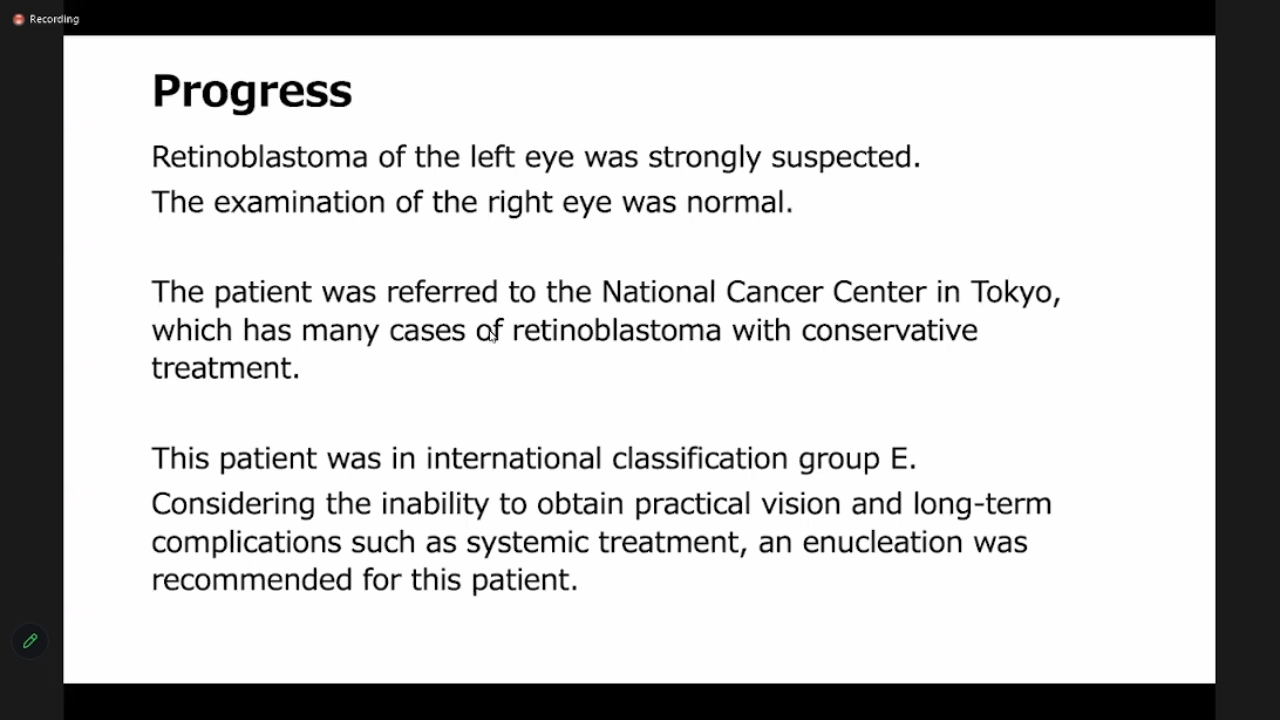 Recording
Progress
Retinoblastoma of the left eye was strongly suspected.
The examination of the right eye was normal.
The patient was referred to the National Cancer Center in Tokyo,
which has many cases of retinoblastoma with conservative
treatment.
This patient was in international classification group E.
Considering the inability to obtain practical vision and long-term
complications such as systemic treatment, an enucleation was
recommended for this patient.